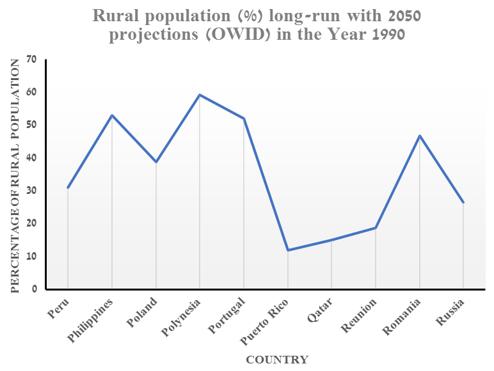 Rural population (%) long-run with 2050
projections (OWID) in the Year 1990
PERCENTAGE OF RURAL POPULATION
70
60
50
40
30
20
10
0
Peru
Philippines
Poland
Polynesia
Portugal
Puerto Rico
Qatar
Reunion
Romania
Russia
COUNTRY